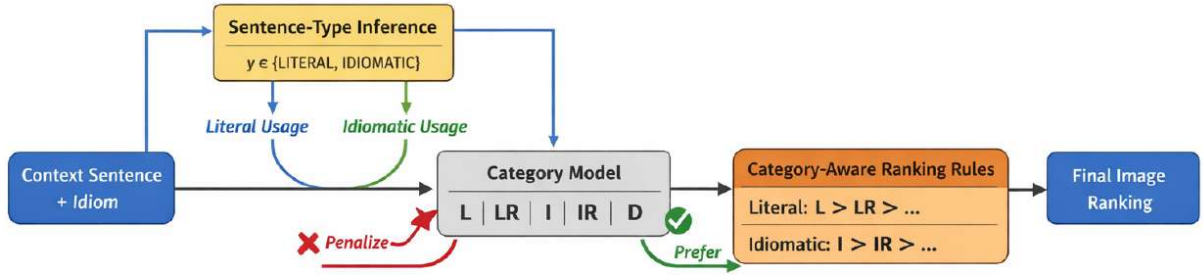 Sentence-Type Inference
y ∈ {LITERAL, IDIOMATIC}
Literal Usage
Idiomatic Usage
Context Sentence
+ Idiom
Category Model
L | LR | I | IR | D
Penalize
Prefer
Category-Aware Ranking Rules
Literal: L > LR > ...
Idiomatic: I > IR > ...
Final Image
Ranking